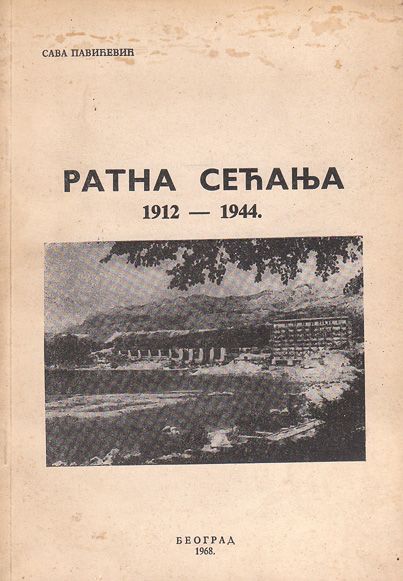 САВА ПАВИЋЕВИЋ
РАТНА СЕЋАЊА
1912 — 1944.
БЕОГРАД
1968.